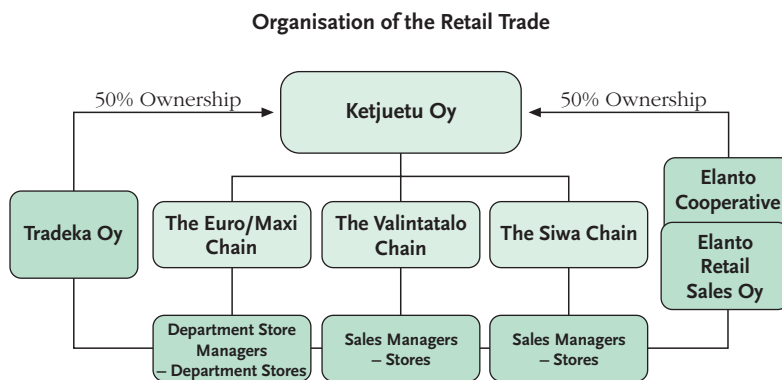 Organisation of the Retail Trade
50% Ownership
50% Ownership
Ketjuetu Oy
Tradeka Oy
The Euro/Maxi
Chain
The Valintatalo
Chain
The Siwa Chain
Elanto
Cooperative
Elanto
Retail
Sales Oy
Department Store
Managers
– Department Stores
Sales Managers
– Stores
Sales Managers
– Stores